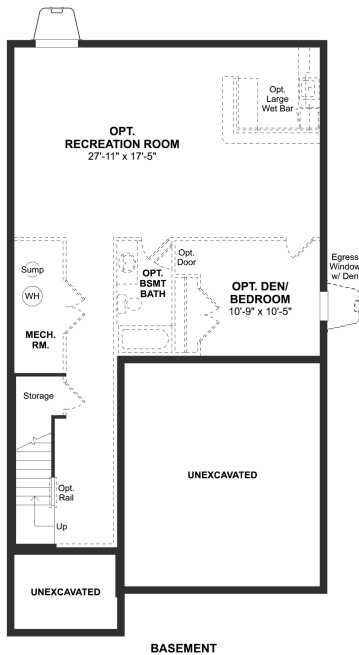 Opt.
Large
Wet Bar
OPT.
RECREATION ROOM
27'-11" x 17'-5"
Opt.
Door
Egress
Window
w/ Den
Sump
WH
OPT.
BSMT
BATH
OPT. DEN/
BEDROOM
10'-9" x 10'-5"
MECH.
RM.
Storage
UNEXCAVATED
Opt.
Rail
Up
UNEXCAVATED
BASEMENT